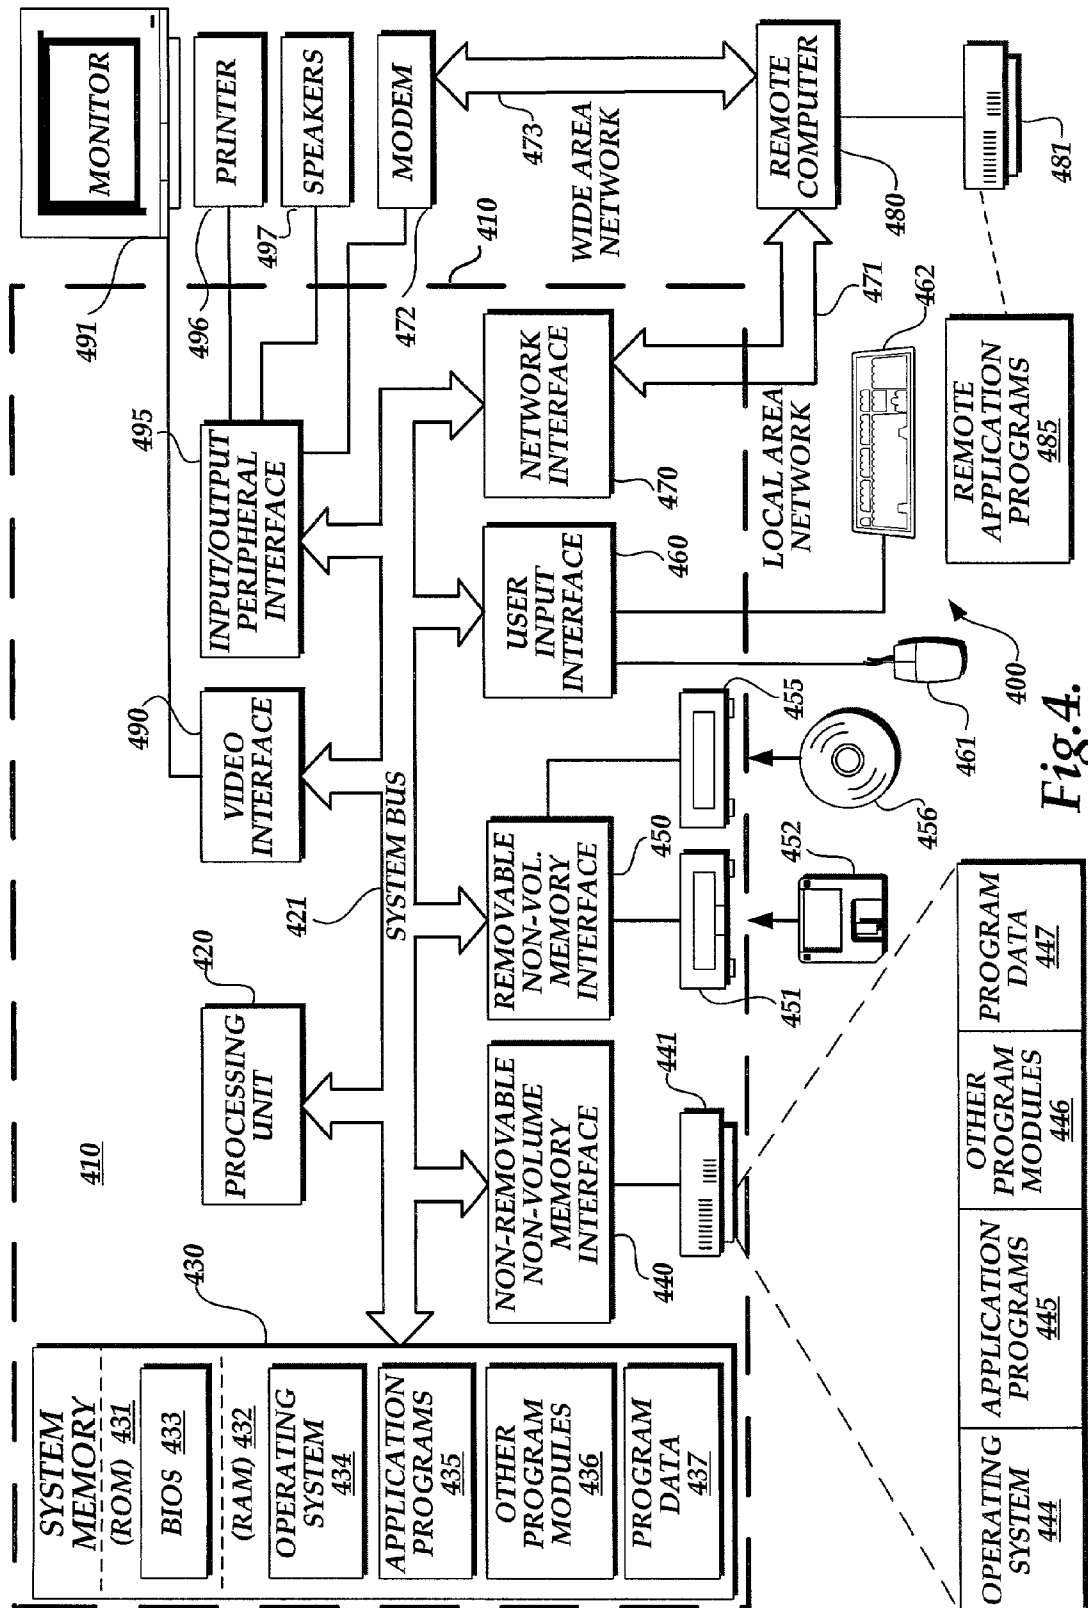 410
SYSTEM
MEMORY
(ROM) 431
BIOS 433
(RAM) 432
OPERATING
SYSTEM
434
APPLICATION
PROGRAMS
435
OTHER
PROGRAM
MODULES
436
PROGRAM
DATA
437
430
PROCESSING
UNIT
420
421
SYSTEM BUS
VIDEO
INTERFACE
490
INPUT/OUTPUT
PERIPHERAL
INTERFACE
495
MONITOR
491
PRINTER
496
SPEAKERS
497
MODEM
472
410
NON-REMOVABLE
NON-VOLUME
MEMORY
INTERFACE
440
441
REMOVABLE
NON-VOL.
MEMORY
INTERFACE
450
451
452
455
456
USER
INPUT
INTERFACE
460
461
462
NETWORK
INTERFACE
470
LOCAL AREA
NETWORK
471
WIDE AREA
NETWORK
473
REMOTE
COMPUTER
480
481
REMOTE
APPLICATION
PROGRAMS
485
OPERATING
SYSTEM
444
APPLICATION
PROGRAMS
445
OTHER
PROGRAM
MODULES
446
PROGRAM
DATA
447
400
Fig.4.